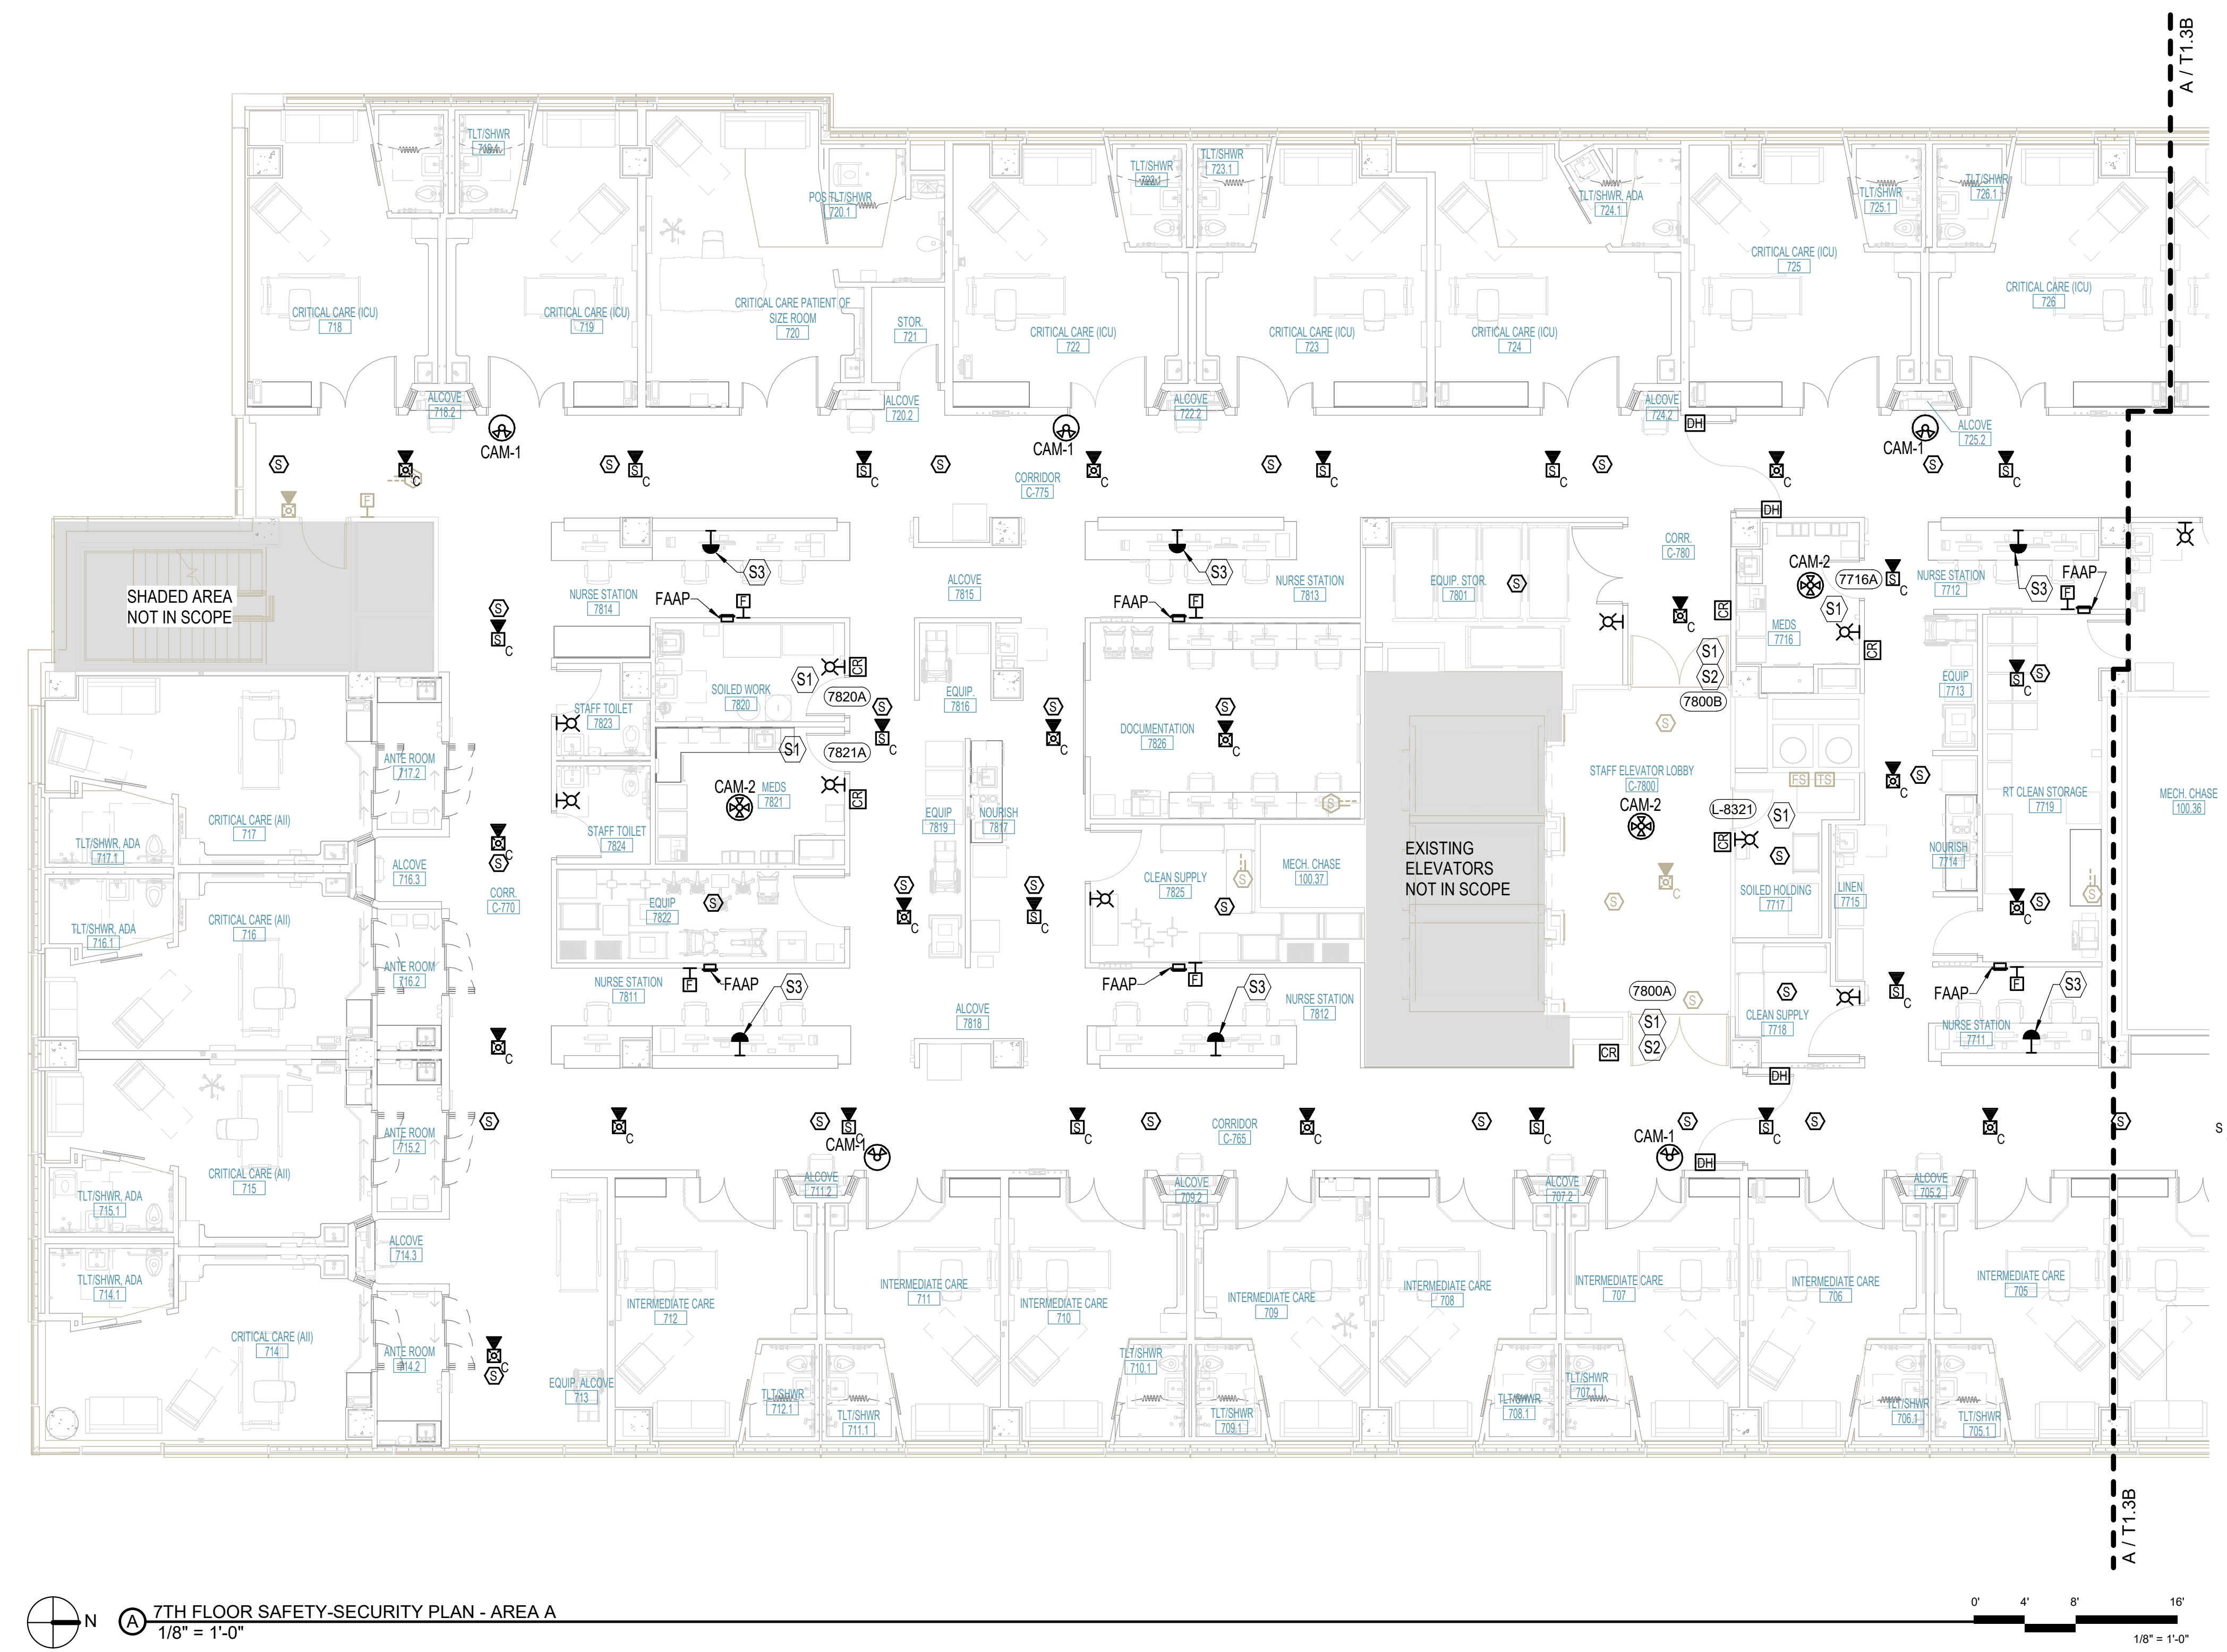 A / T1.3B
TLT/SHWR
TLT/SHWR
723.1
TLT/SHWR
722.1
POS TLT/SHWR
720.1
TLT/SHWR, ADA
724.1
TLT/SHWR
725.1
TLT/SHWR
726.1
CRITICAL CARE (ICU)
718
CRITICAL CARE (ICU)
719
CRITICAL CARE PATIENT OF
SIZE ROOM
720
STOR.
721
CRITICAL CARE (ICU)
722
CRITICAL CARE (ICU)
723
CRITICAL CARE (ICU)
724
CRITICAL CARE (ICU)
725
CRITICAL CARE (ICU)
726
ALCOVE
718.2
ALCOVE
720.2
ALCOVE
722.2
ALCOVE
724.2
DH
ALCOVE
725.2
CAM-1
CAM-1
CAM-1
S
C
S
S
C
S
C
S
C
S
S
C
S
C
S
C
S
S
C
F
CORRIDOR
C-775
DH
SHADED AREA
NOT IN SCOPE
NURSE STATION
7814
S3
FAAP
F
ALCOVE
7815
S3
FAAP
F
NURSE STATION
7813
EQUIP. STOR.
7801
S
CORR.
C-780
CAM-2
7716A
S
C
NURSE STATION
7712
S3
FAAP
F
S
S
C
C
CR
S1
MEDS
7716
CR
S1
S2
7800B
SOILED WORK
7820
S1
CR
7820A
STAFF TOILET
7823
EQUIP.
7816
EQUIP
7713
S
C
S
S
S
C
S
S
C
S
S
C
7821A
S1
CAM-2
MEDS
7821
CR
DOCUMENTATION
7826
S
STAFF ELEVATOR LOBBY
C-7800
CAM-2
FS
TS
C
S
RT CLEAN STORAGE
7719
MECH. CHASE
100.36
ANTE ROOM
717.2
CRITICAL CARE (AII)
717
TLT/SHWR, ADA
717.1
STAFF TOILET
7824
EQUIP
7819
NOURISH
7817
L-8321
S1
CR
S
C
S
ALCOVE
716.3
CORR.
C-770
EXISTING
ELEVATORS
NOT IN SCOPE
CLEAN SUPPLY
7825
S
S
MECH. CHASE
100.37
S
C
S
SOILED HOLDING
7717
LINEN
7715
NOURISH
7714
S
C
S
CRITICAL CARE (AII)
716
TLT/SHWR, ADA
716.1
EQUIP
7822
S
S
C
S
S
C
ANTE ROOM
716.2
NURSE STATION
7811
F
FAAP
S3
ALCOVE
7818
FAAP
F
S3
NURSE STATION
7812
7800A
S
S1
S2
CR
S
CLEAN SUPPLY
7718
S
C
FAAP
F
S3
NURSE STATION
7711
C
DH
ANTE ROOM
715.2
CRITICAL CARE (AII)
715
TLT/SHWR, ADA
715.1
S
C
S
S
C
CAM-1
S
C
S
CORRIDOR
C-765
C
S
S
C
S
CAM-1
S
C
DH
S
C
S
S
TLT/SHWR, ADA
714.1
ALCOVE
714.3
ALCOVE
711.2
ALCOVE
709.2
ALCOVE
707.2
ALCOVE
705.2
CRITICAL CARE (AII)
714
ANTE ROOM
714.2
C
S
EQUIP. ALCOVE
713
INTERMEDIATE CARE
712
INTERMEDIATE CARE
711
INTERMEDIATE CARE
710
INTERMEDIATE CARE
709
INTERMEDIATE CARE
708
INTERMEDIATE CARE
707
INTERMEDIATE CARE
706
INTERMEDIATE CARE
705
TLT/SHWR
712.1
TLT/SHWR
711.1
TLT/SHWR
710.1
TLT/SHWR
709.1
TLT/SHWR
708.1
TLT/SHWR
707.1
TLT/SHWR
706.1
TLT/SHWR
705.1
A / T1.3B
N
A
7TH FLOOR SAFETY-SECURITY PLAN - AREA A
1/8" = 1'-0"
0'
4'
8'
16'
1/8" = 1'-0"